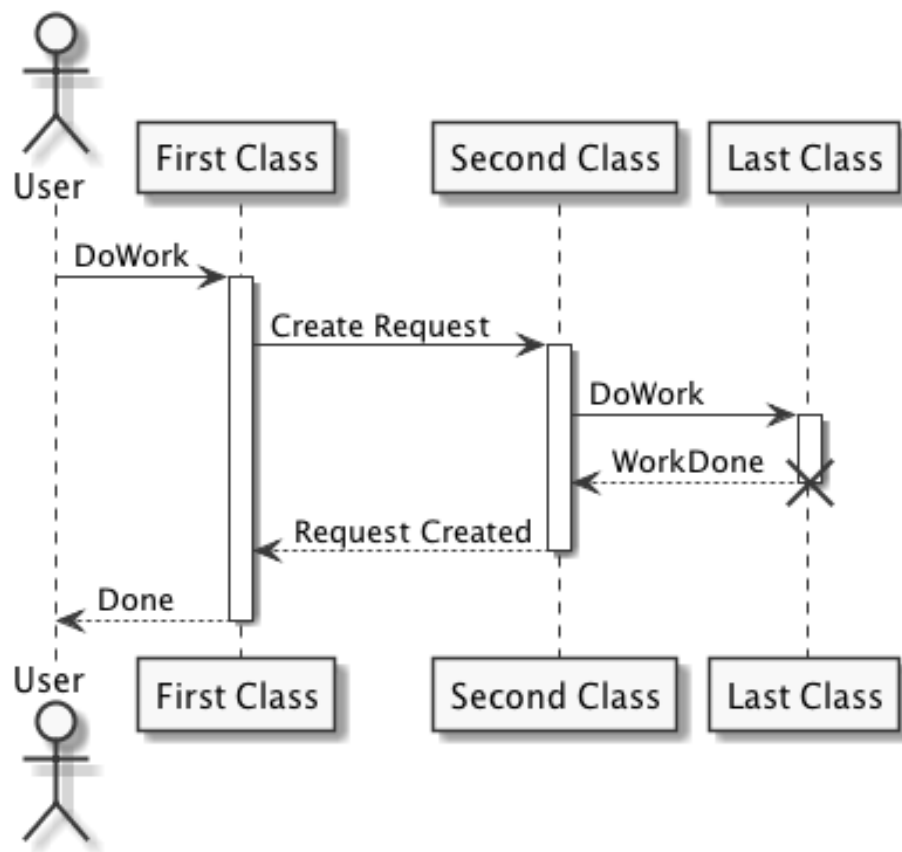 User
First Class
Second Class
Last Class
DoWork
Create Request
DoWork
WorkDone
Request Created
Done
User
First Class
Second Class
Last Class